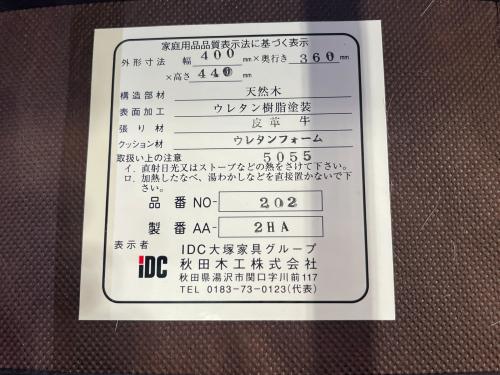 家庭用品品質表示法に基づく表示
外形寸法 幅 400 mm×奥行き 360 mm
×高さ 440 mm
構造部材 天然木
表面加工 ウレタン樹脂塗装
張り材 皮革 牛
クッション材 ウレタンフォーム
取扱い上の注意 5055
イ．直射日光又はストーブなどの熱をさけて下さい。
ロ．加熱したなべ、湯わかしなどを直接置かないで下さい。
品番 NO- 202
製番 AA- 2HA
表示者 IDC大塚家具グループ
iDC 秋田木工株式会社
秋田県湯沢市関口字川前117
TEL 0183-73-0123(代表)